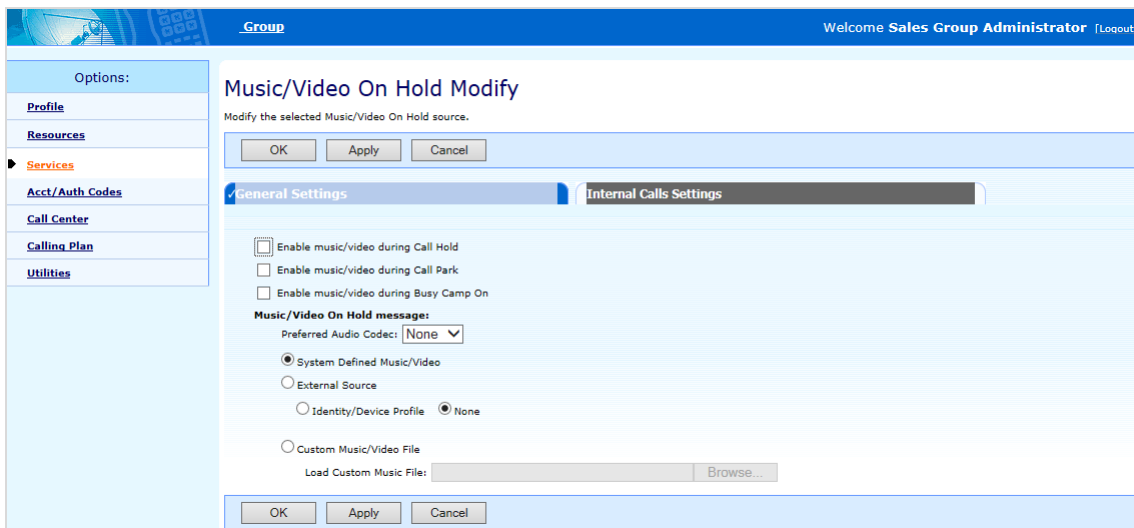 Group
Welcome Sales Group Administrator [Logout
Options:
Profile
Resources
Services
Acct/Auth Codes
Call Center
Calling Plan
Utilities
Music/Video On Hold Modify
Modify the selected Music/Video On Hold source.
OK Apply Cancel
General Settings Internal Calls Settings
Enable music/video during Call Hold
Enable music/video during Call Park
Enable music/video during Busy Camp On
Music/Video On Hold message:
Preferred Audio Codec: None
System Defined Music/Video
External Source
Identity/Device Profile None
Custom Music/Video File
Load Custom Music File: Browse...
OK Apply Cancel